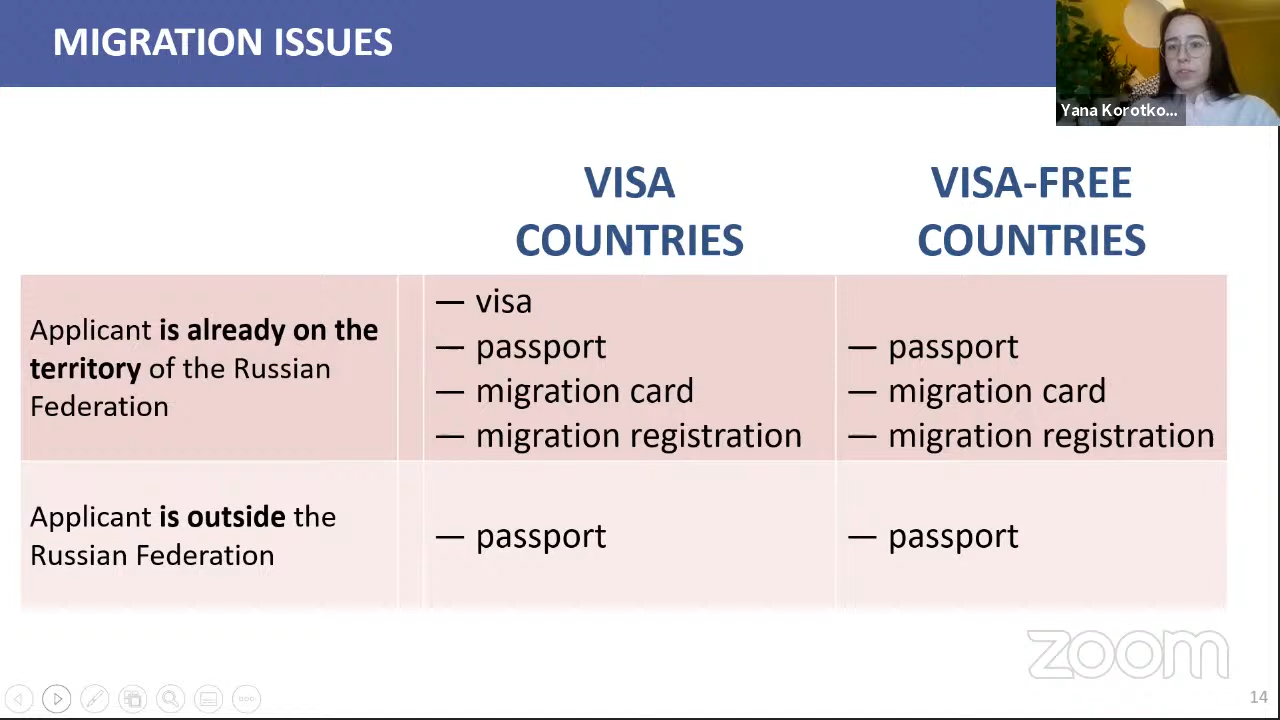 MIGRATION ISSUES
Yana Korotko...
VISA
COUNTRIES
VISA-FREE
COUNTRIES
Applicant is already on the
territory of the Russian
Federation
— visa
— passport
— migration card
— migration registration
— passport
— migration card
— migration registration
Applicant is outside the
Russian Federation
— passport
— passport
zoom
14